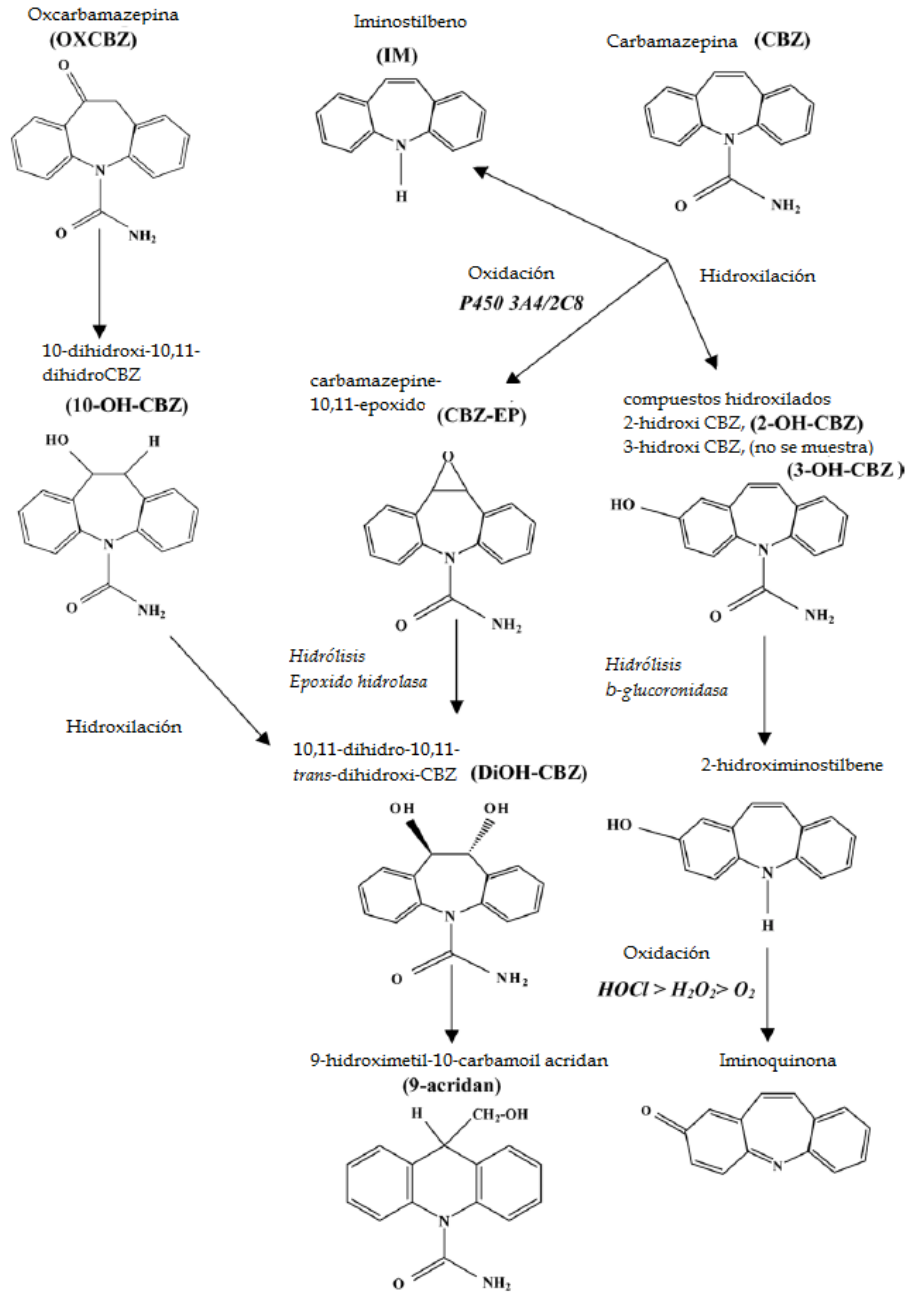 Oxcarbamazepina
(OXCBZ)
O
N
O
NH2
Iminostilbeno
(IM)
N
H
Carbamazepina (CBZ)
N
O
NH2
Oxidación
P450 3A4/2C8
Hidroxilación
10-dihidroxi-10,11-
dihidroCBZ
(10-OH-CBZ)
HO
H
N
O
NH2
carbamazepine-
10,11-epoxido
(CBZ-EP)
O
N
O
NH2
compuestos hidroxilados
2-hidroxi CBZ, (2-OH-CBZ)
3-hidroxi CBZ, (no se muestra)
(3-OH-CBZ)
HO
N
O
NH2
Hidroxilación
Hidrólisis
Epoxido hidrolasa
Hidrólisis
b-glucoronidasa
10,11-dihidro-10,11-
trans-dihidroxi-CBZ (DiOH-CBZ)
OH OH
N
O
NH2
2-hidroximinostilbene
HO
N
H
Oxidación
HOCl > H2O2> O2
9-hidroximetil-10-carbamoil acridan
(9-acridan)
H CH2-OH
N
O
NH2
Iminoquinona
O
N